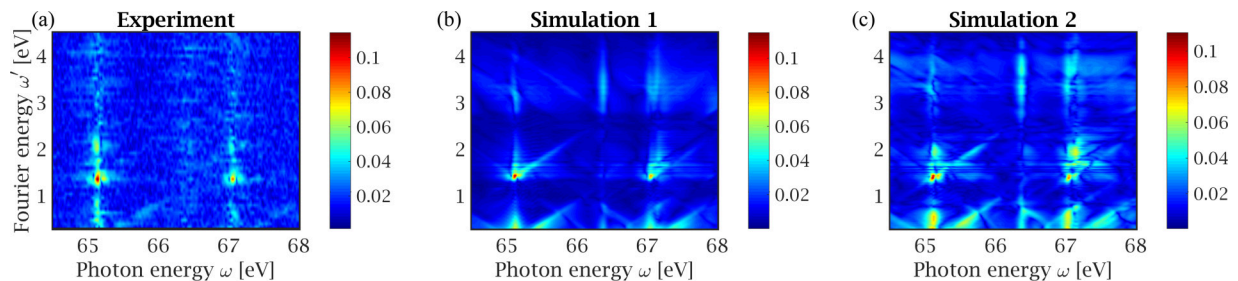 (a) Experiment
Fourier energy ω′ [eV]
4
3
2
1
65 66 67 68
Photon energy ω [eV]
0.1
0.08
0.06
0.04
0.02
(b) Simulation 1
4
3
2
1
65 66 67 68
Photon energy ω [eV]
0.1
0.08
0.06
0.04
0.02
(c) Simulation 2
4
3
2
1
65 66 67 68
Photon energy ω [eV]
0.1
0.08
0.06
0.04
0.02